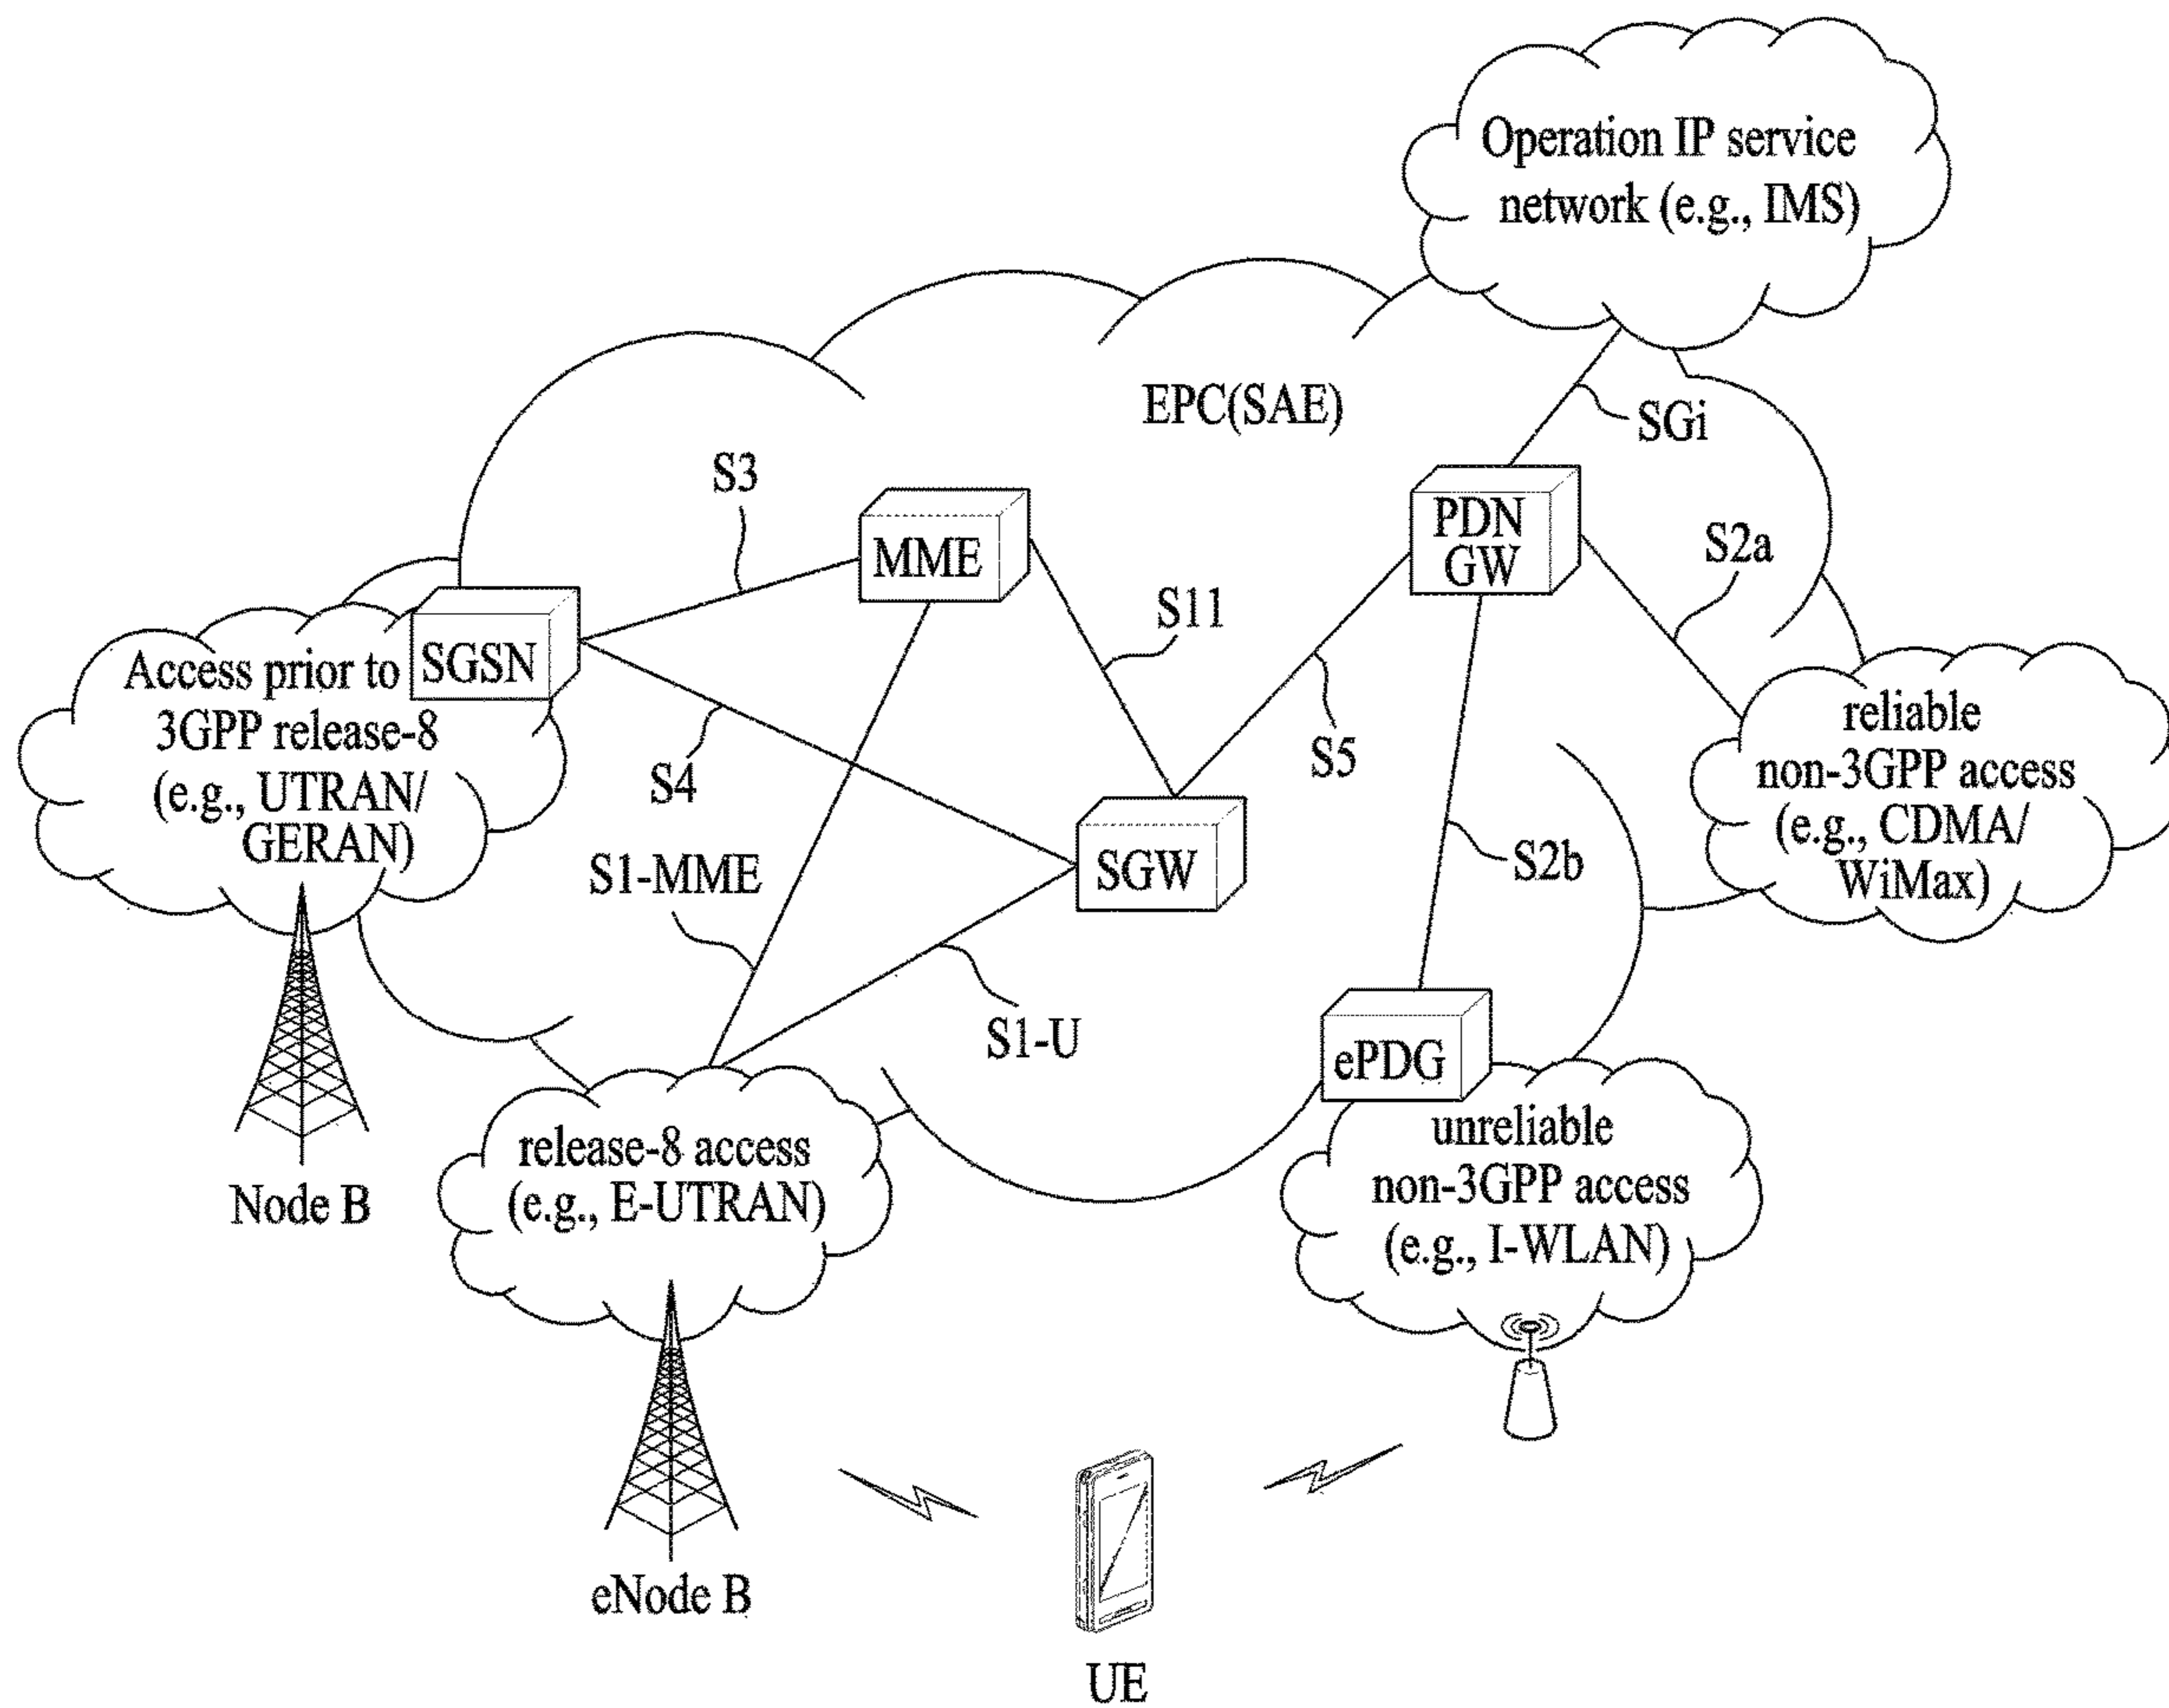 Operation IP service
network (e.g., IMS)
EPC(SAE)
SGi
S3
MME
PDN
GW
S2a
S11
SGSN
Access prior to
3GPP release-8
(e.g., UTRAN/
GERAN)
S4
S5
reliable
non-3GPP access
(e.g., CDMA/
WiMax)
S1-MME
SGW
S2b
S1-U
ePDG
unreliable
non-3GPP access
(e.g., I-WLAN)
Node B
release-8 access
(e.g., E-UTRAN)
eNode B
UE